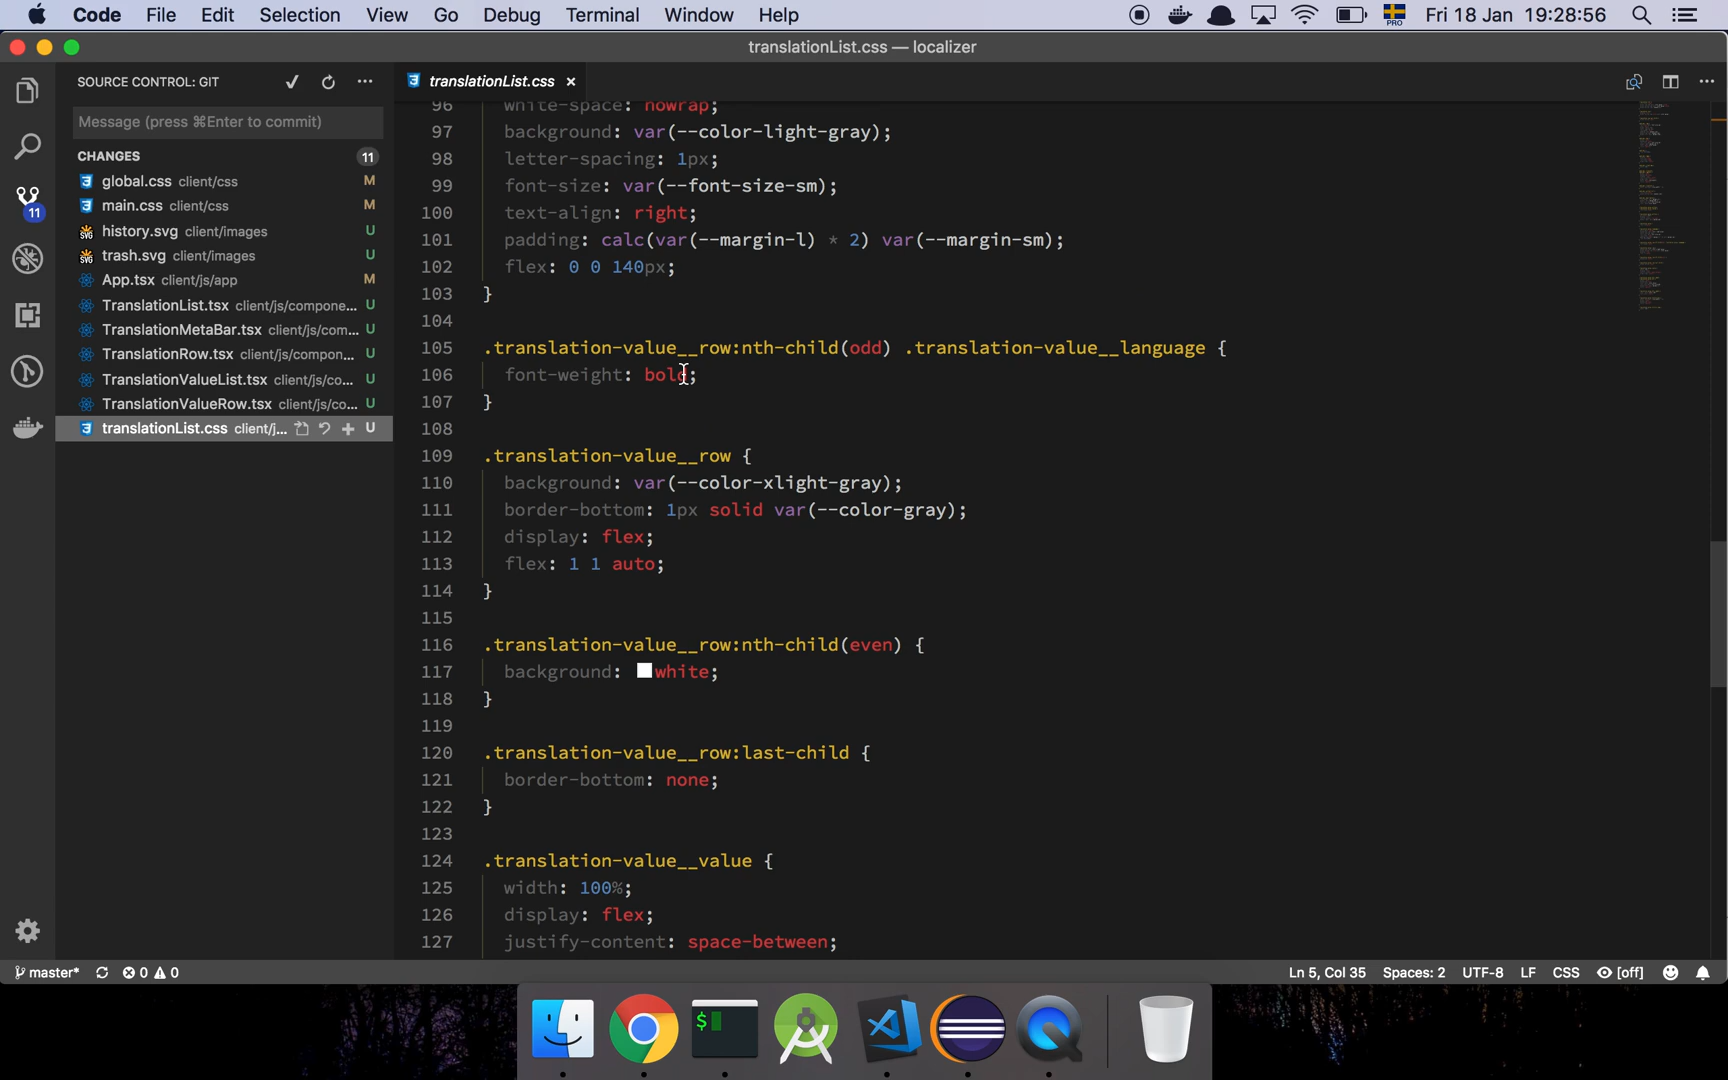 Code File Edit Selection View Go Debug Terminal Window Help PRO Fri 18 Jan 19:28:56
translationList.css — localizer
SOURCE CONTROL: GIT
Message (press ⌘Enter to commit)
CHANGES 11
global.css client/css M
main.css client/css M
history.svg client/images U
trash.svg client/images U
App.tsx client/js/app M
TranslationList.tsx client/js/compone... U
TranslationMetaBar.tsx client/js/com... U
TranslationRow.tsx client/js/compon... U
TranslationValueList.tsx client/js/co... U
TranslationValueRow.tsx client/js/co... U
translationList.css client/j... U
11
translationList.css ×
96 white-space: nowrap;
97 background: var(--color-light-gray);
98 letter-spacing: 1px;
99 font-size: var(--font-size-sm);
100 text-align: right;
101 padding: calc(var(--margin-l) * 2) var(--margin-sm);
102 flex: 0 0 140px;
103 }
104
105 .translation-value__row:nth-child(odd) .translation-value__language {
106 font-weight: bold;
107 }
108
109 .translation-value__row {
110 background: var(--color-xlight-gray);
111 border-bottom: 1px solid var(--color-gray);
112 display: flex;
113 flex: 1 1 auto;
114 }
115
116 .translation-value__row:nth-child(even) {
117 background: white;
118 }
119
120 .translation-value__row:last-child {
121 border-bottom: none;
122 }
123
124 .translation-value__value {
125 width: 100%;
126 display: flex;
127 justify-content: space-between;
master* 0 0 Ln 5, Col 35 Spaces: 2 UTF-8 LF CSS [off]
$